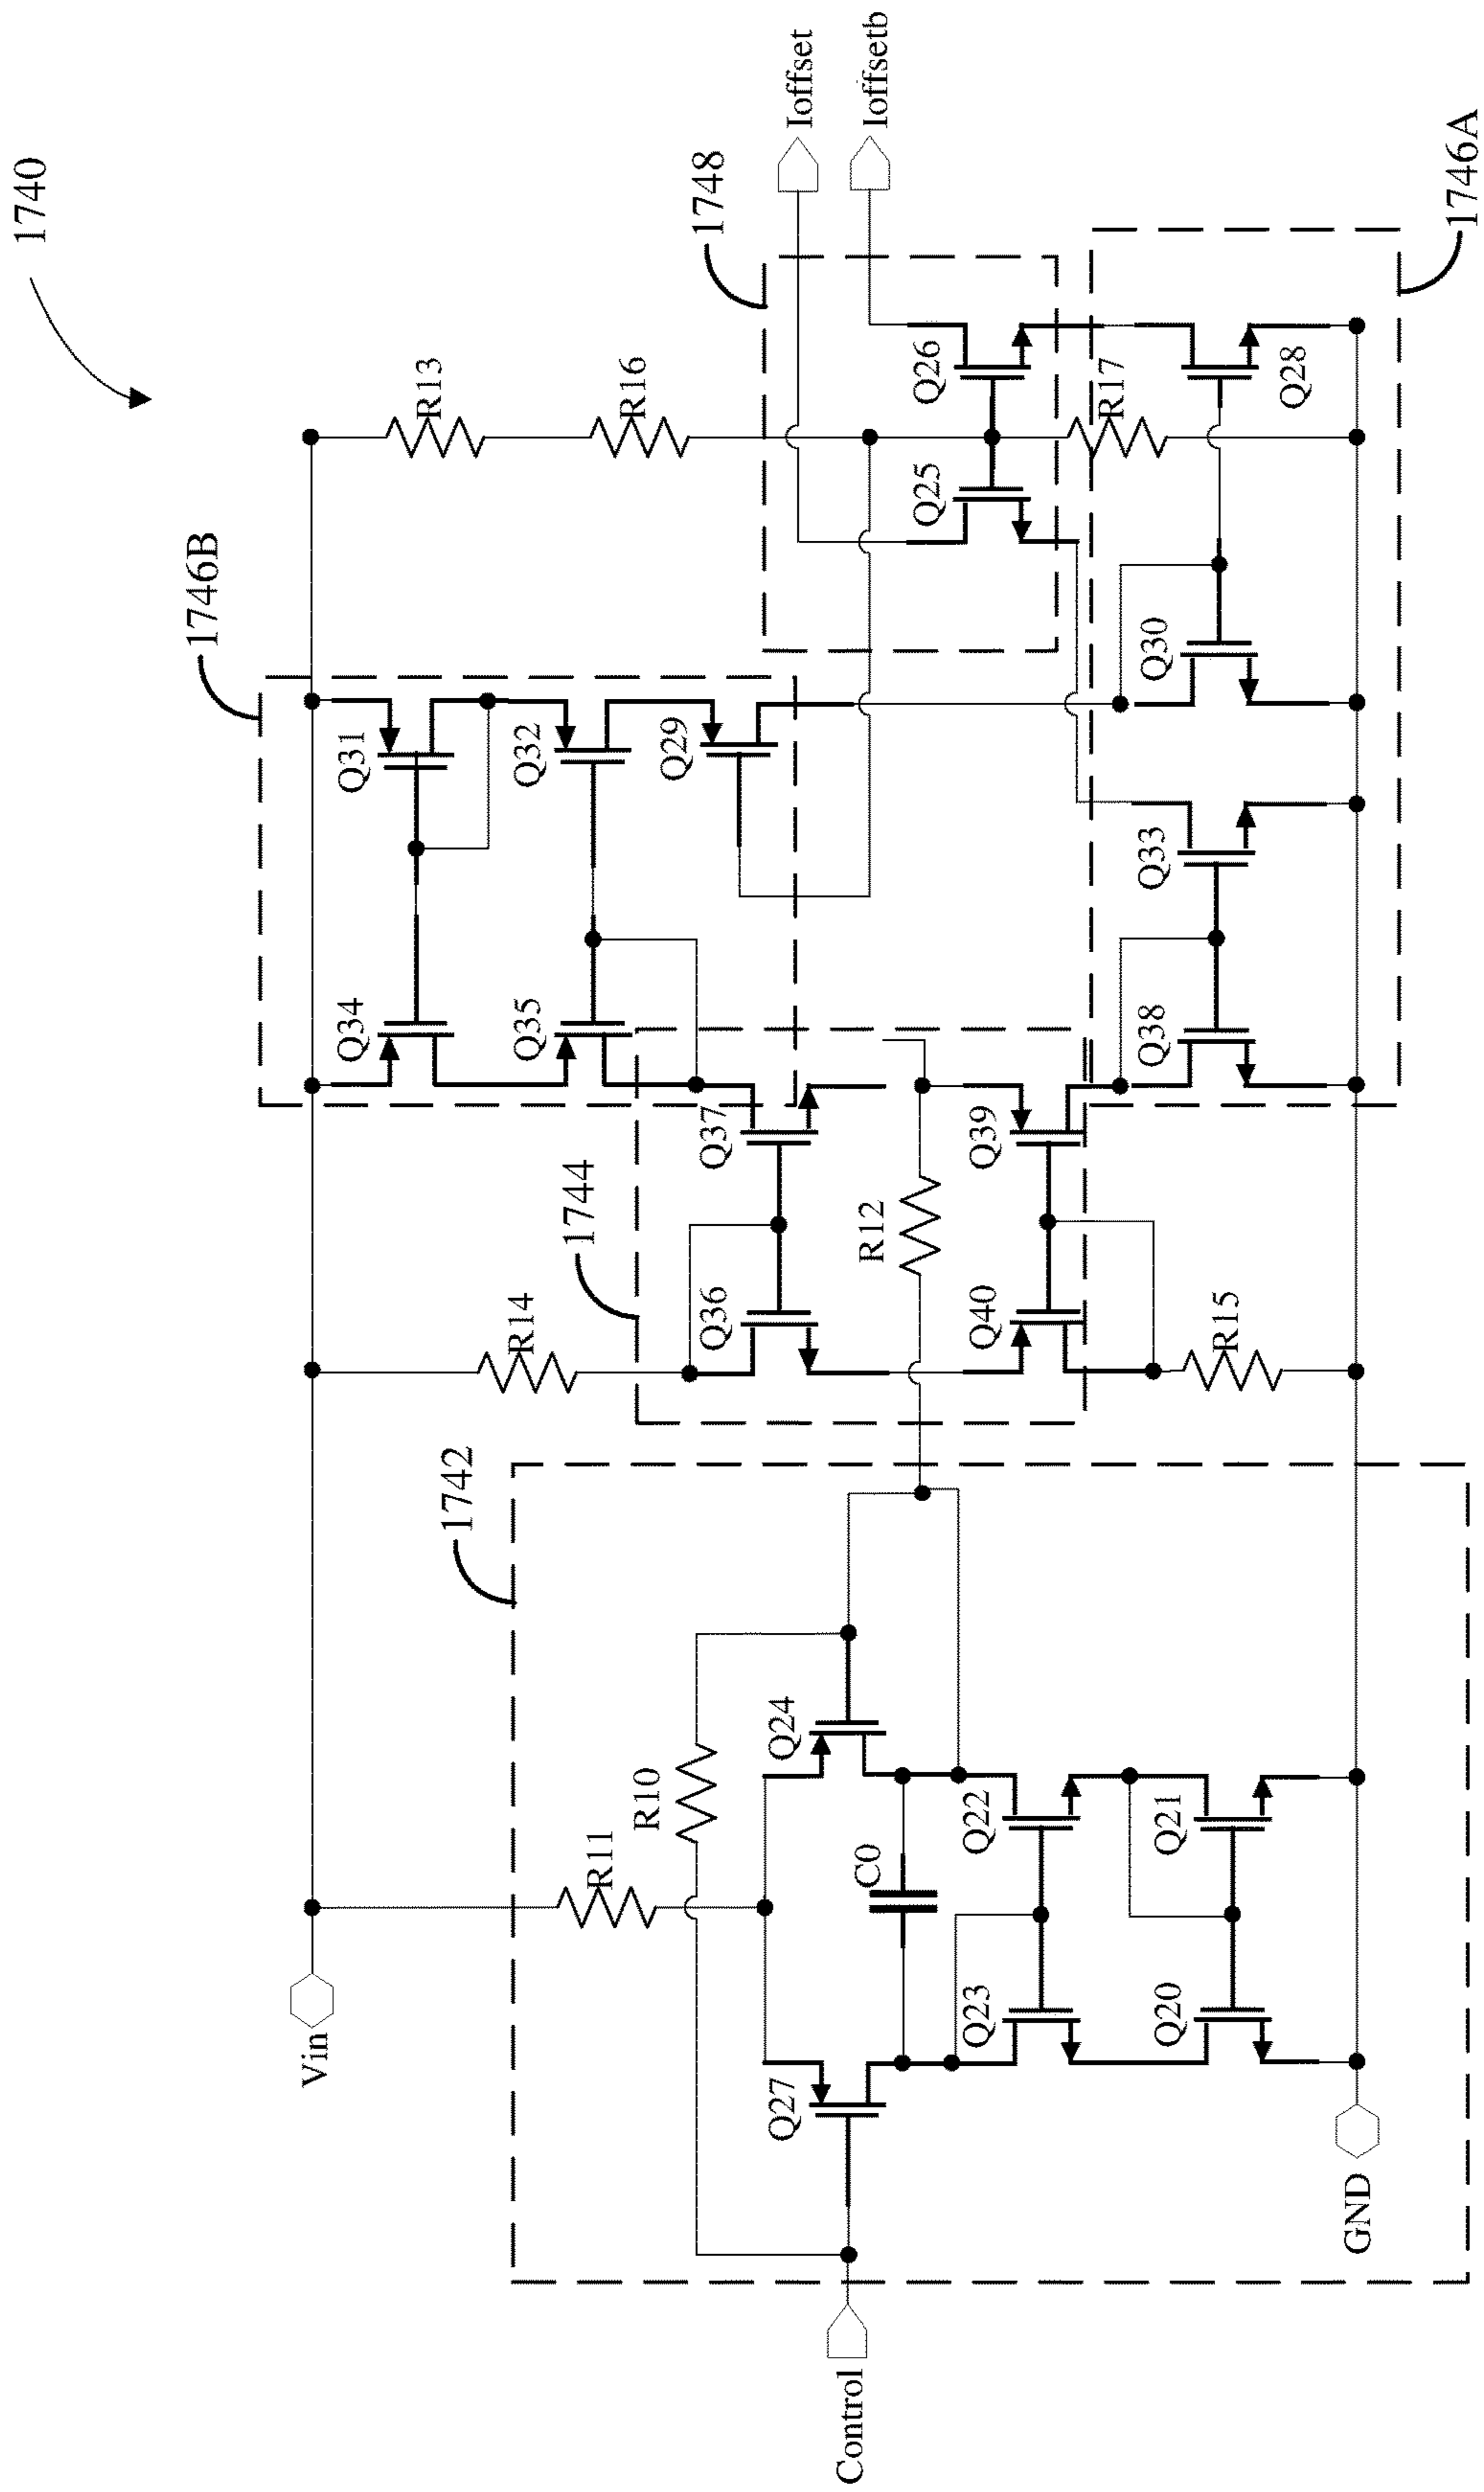 1740
Vin
GND
Control
Ioffset
Ioffsetb
1742
1744
1746B
1748
1746A
R11
R10
Q27
Q24
C0
Q23
Q22
Q20
Q21
R14
Q36
Q37
R12
Q40
Q39
R15
Q34
Q31
Q35
Q32
Q29
Q38
Q33
Q30
Q28
R13
R16
Q25
Q26
R17